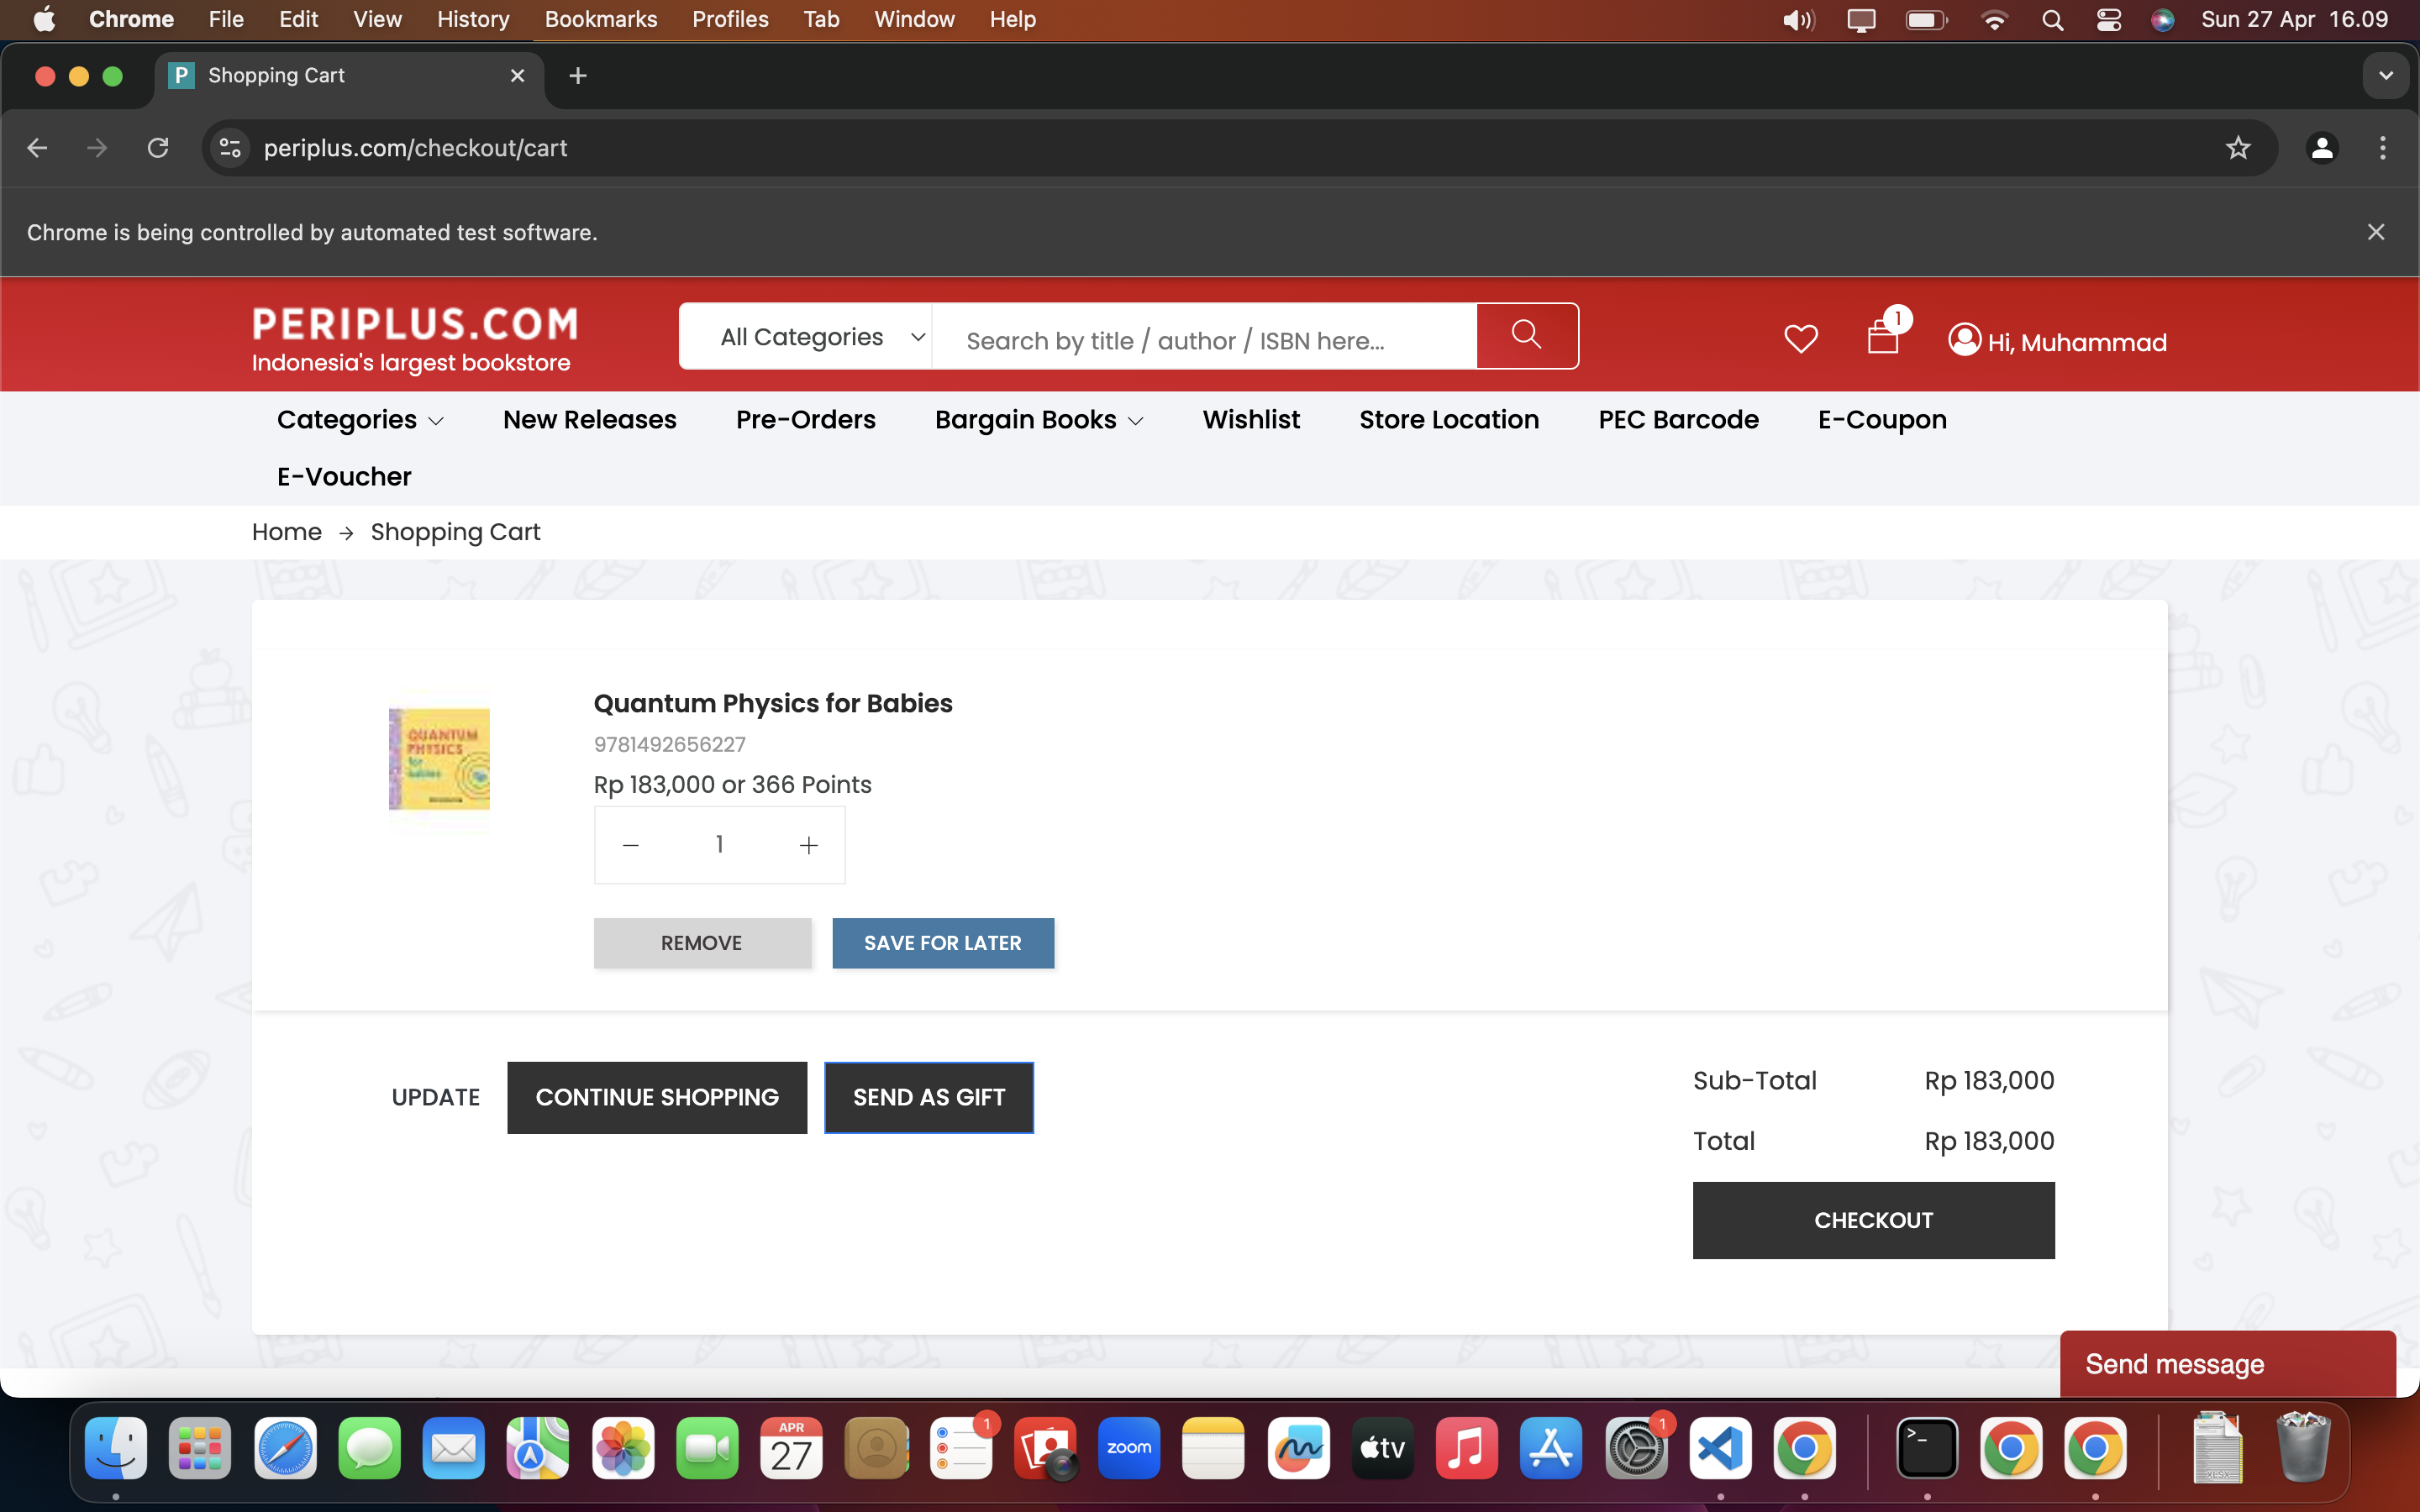 Chrome File Edit View History Bookmarks Profiles Tab Window Help Sun 27 Apr 16.09
P Shopping Cart
periplus.com/checkout/cart
Chrome is being controlled by automated test software.
PERIPLUS.COM
Indonesia's largest bookstore
All Categories Search by title / author / ISBN here...
1
Hi, Muhammad
Categories New Releases Pre-Orders Bargain Books Wishlist Store Location PEC Barcode E-Coupon
E-Voucher
Home → Shopping Cart
QUANTUM
PHYSICS
for
babies
Quantum Physics for Babies
9781492656227
Rp 183,000 or 366 Points
− 1 +
REMOVE SAVE FOR LATER
UPDATE CONTINUE SHOPPING SEND AS GIFT
Sub-Total Rp 183,000
Total Rp 183,000
CHECKOUT
Send message
APR
27
1
zoom
tv
1
>_
XLSX